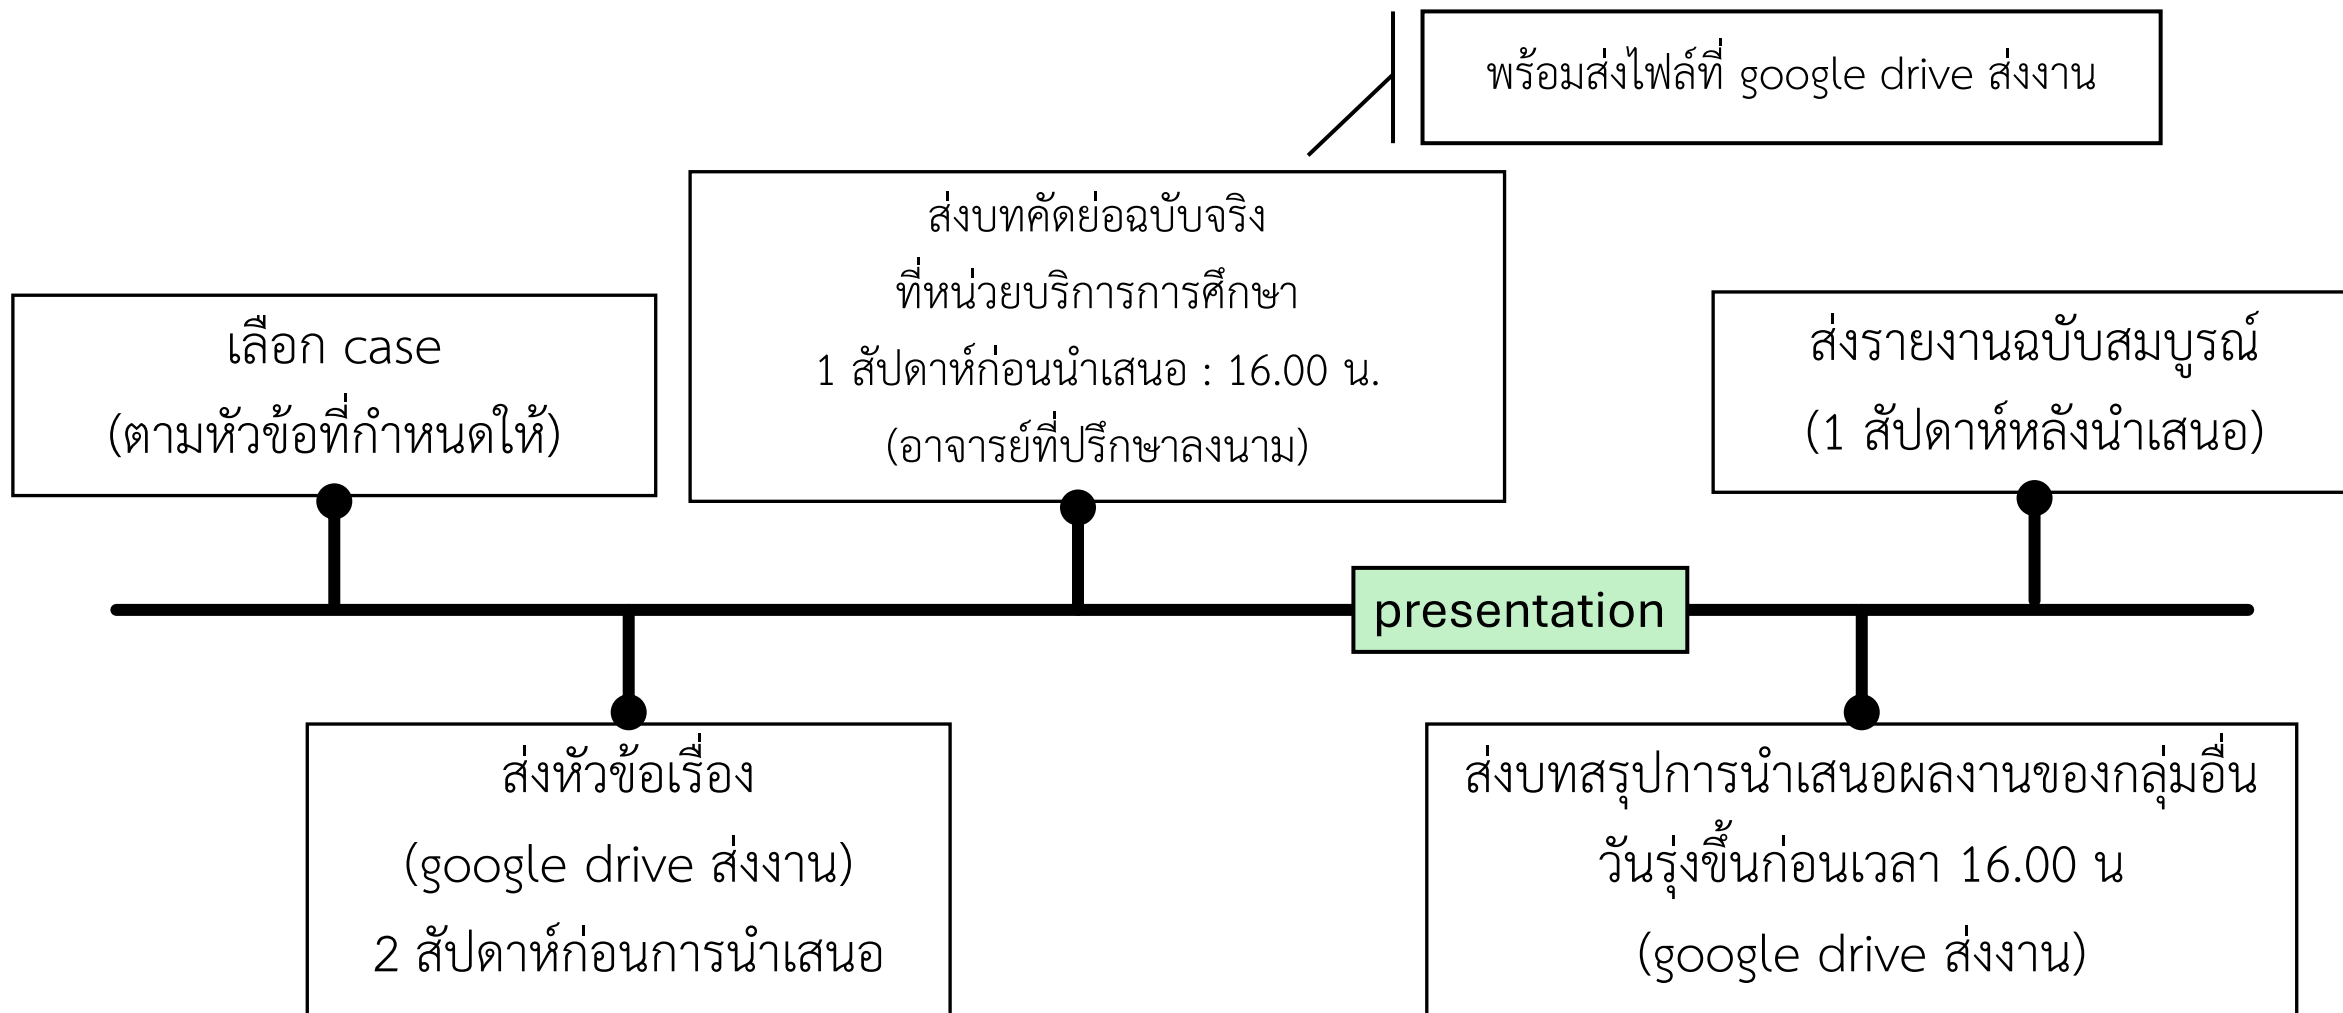 พร้อมส่งไฟล์ที่ google drive ส่งงาน
ส่งบทคัดย่อฉบับจริง
ที่หน่วยบริการการศึกษา
1 สัปดาห์ก่อนนำเสนอ : 16.00 น.
(อาจารย์ที่ปรึกษาลงนาม)
เลือก case
(ตามหัวข้อที่กำหนดให้)
ส่งรายงานฉบับสมบูรณ์
(1 สัปดาห์หลังนำเสนอ)
presentation
ส่งหัวข้อเรื่อง
(google drive ส่งงาน)
2 สัปดาห์ก่อนการนำเสนอ
ส่งบทสรุปการนำเสนอผลงานของกลุ่มอื่น
วันรุ่งขึ้นก่อนเวลา 16.00 น
(google drive ส่งงาน)